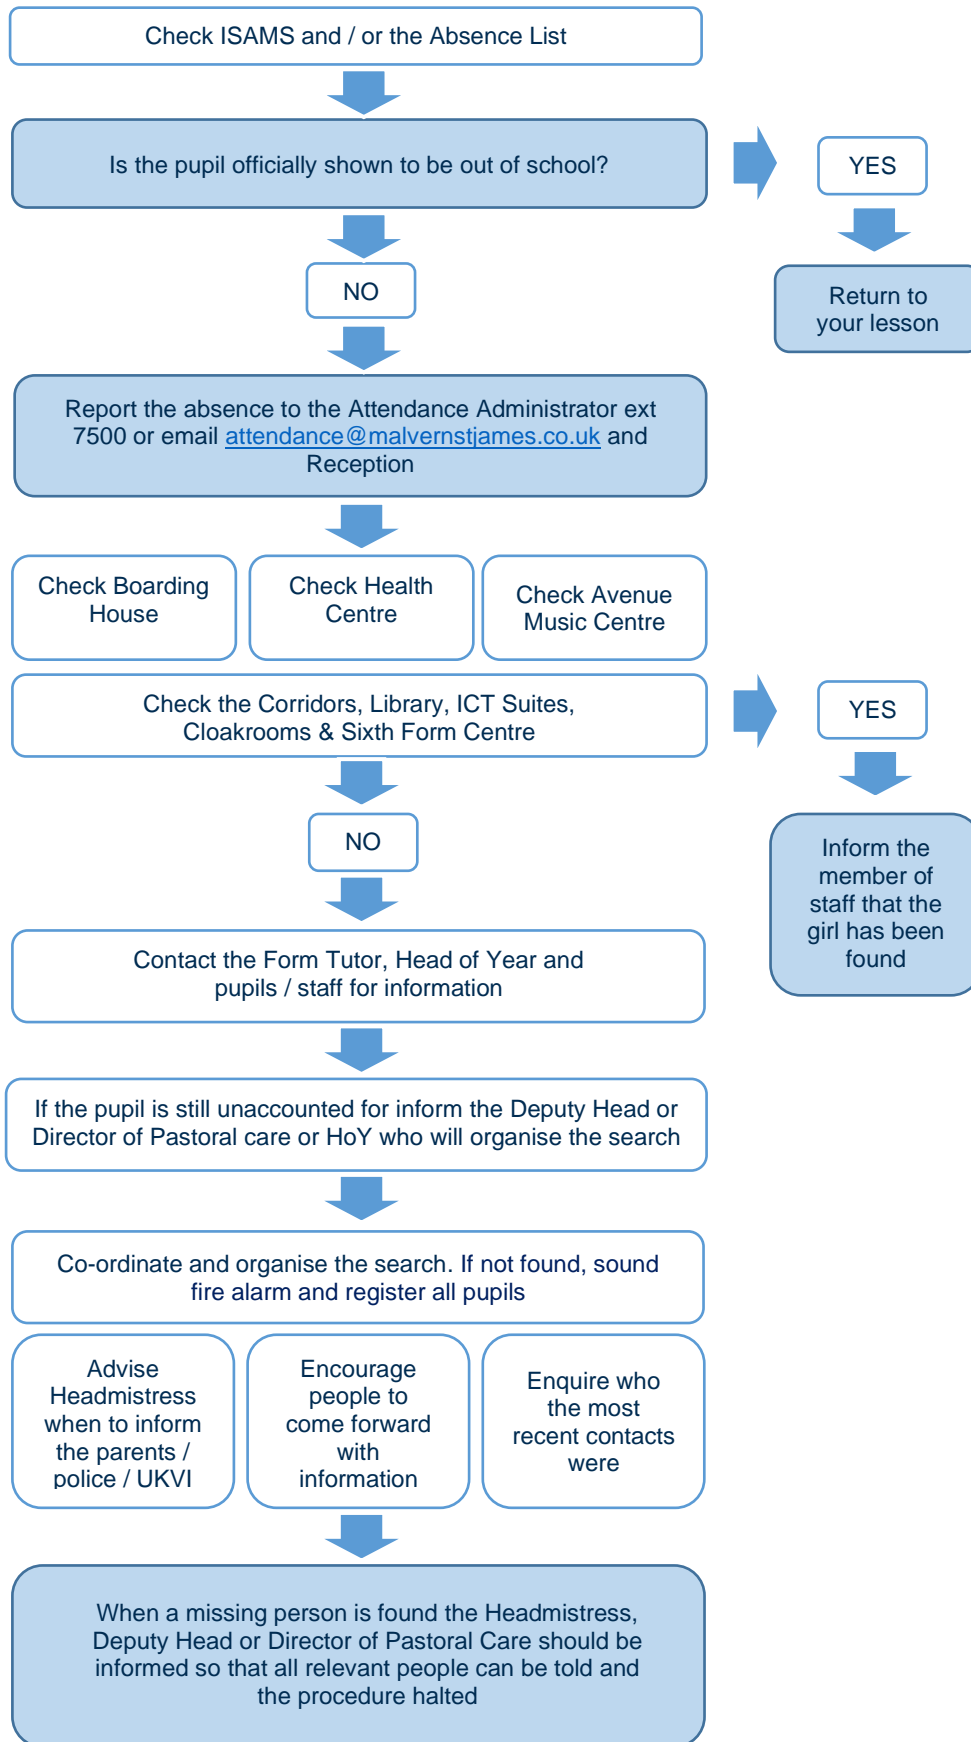 Check ISAMS and / or the Absence List
Is the pupil officially shown to be out of school?
YES
Return to
your lesson
NO
Report the absence to the Attendance Administrator ext
7500 or email attendance@malvernstjames.co.uk and
Reception
Check Boarding
House
Check Health
Centre
Check Avenue
Music Centre
Check the Corridors, Library, ICT Suites,
Cloakrooms & Sixth Form Centre
YES
Inform the
member of
staff that the
girl has been
found
NO
Contact the Form Tutor, Head of Year and
pupils / staff for information
If the pupil is still unaccounted for inform the Deputy Head or
Director of Pastoral care or HoY who will organise the search
Co-ordinate and organise the search. If not found, sound
fire alarm and register all pupils
Advise
Headmistress
when to inform
the parents /
police / UKVI
Encourage
people to
come forward
with
information
Enquire who
the most
recent contacts
were
When a missing person is found the Headmistress,
Deputy Head or Director of Pastoral Care should be
informed so that all relevant people can be told and
the procedure halted